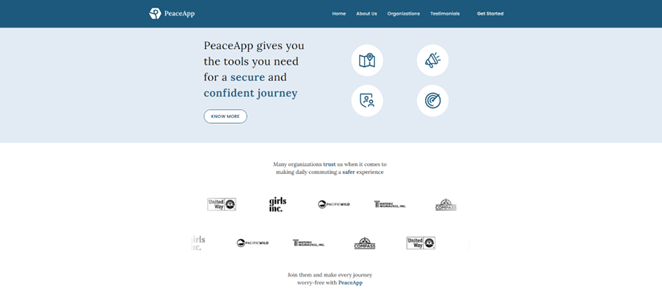 PeaceApp
Home About Us Organizations Testimonials Get Started
PeaceApp gives you
the tools you need
for a secure and
confident journey
KNOW MORE
Many organizations trust us when it comes to
making daily commuting a safer experience
United Way girls inc. PACIFICWILD COMPASS
girls inc. PACIFICWILD COMPASS United Way
Join them and make every journey
worry-free with PeaceApp